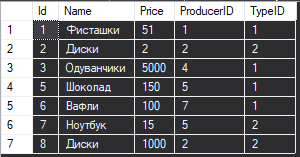 Id Name Price ProducerID TypeID
1 1 Фисташки 51 1 1
2 2 Диски 2 2 2
3 3 Одуванчики 5000 4 1
4 5 Шоколад 150 5 1
5 6 Вафли 100 7 1
6 7 Ноутбук 15 5 2
7 8 Диски 1000 2 2